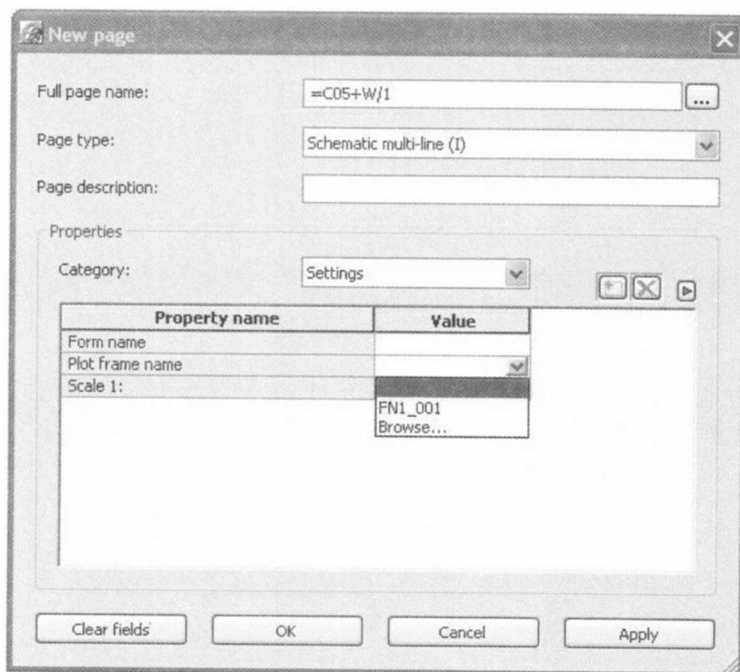 New page
Full page name: =C05+W/1 ...
Page type: Schematic multi-line (I)
Page description:
Properties
Category: Settings
Property name Value
Form name
Plot frame name
Scale 1:
FN1_001
Browse...
Clear fields OK Cancel Apply